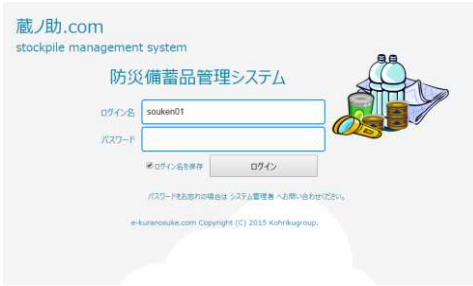 蔵ノ助.com
stockpile management system
防災備蓄品管理システム
ログイン名 souken01
パスワード
ログイン名を保存 ログイン
パスワードをお忘れの場合は システム管理者 へお問い合わせください。
e-kuranosuke.com Copyright (C) 2015 Kohrikugroup.